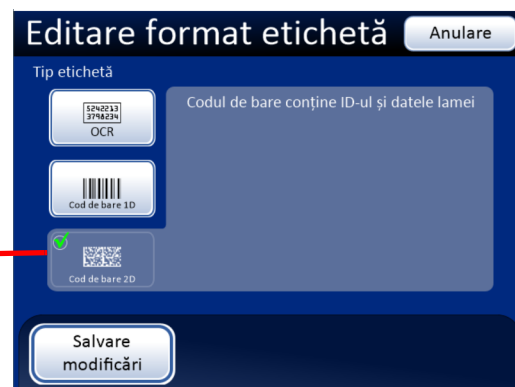 Editare format etichetă
Anulare
Tip etichetă
5242213
3798234
OCR
Codul de bare conține ID-ul și datele lamei
Cod de bare 1D
Cod de bare 2D
Salvare
modificări